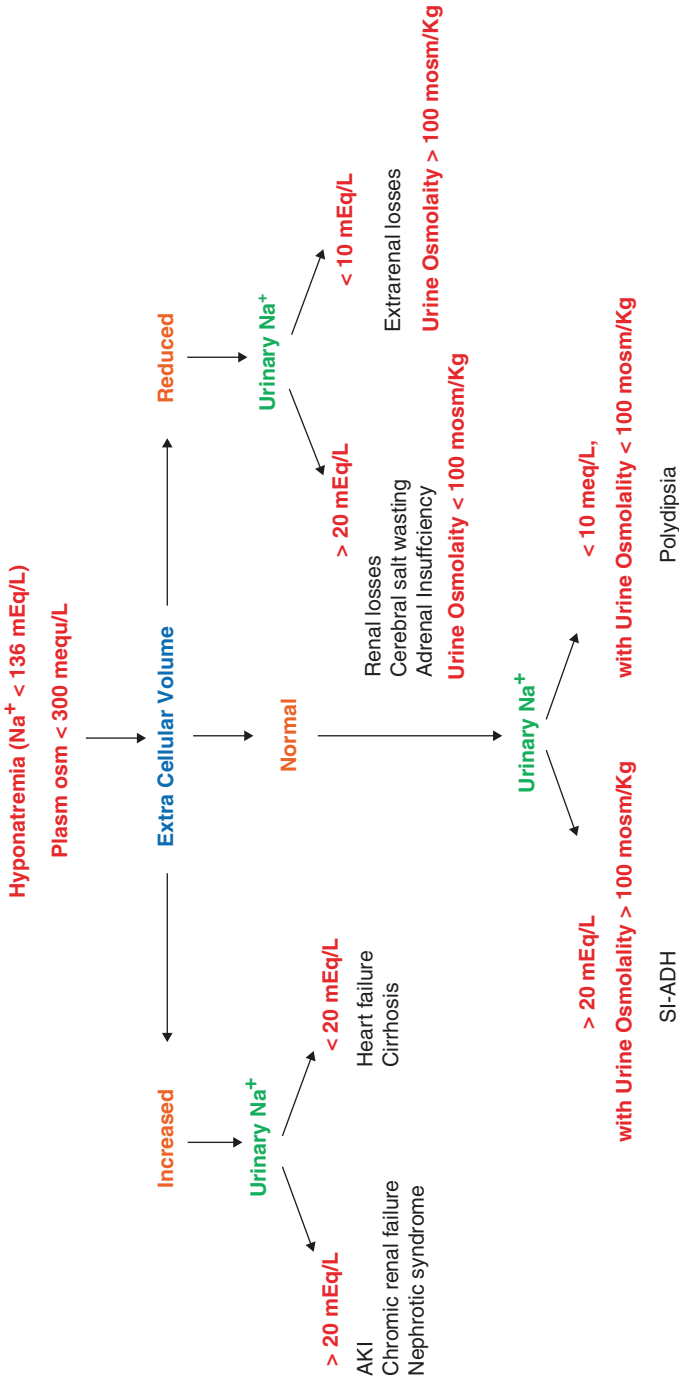 Hyponatremia (Na+ < 136 mEq/L)
Plasm osm < 300 mequ/L
Extra Cellular Volume
Increased
Urinary Na+
> 20 mEq/L
AKI
Chromic renal failure
Nephrotic syndrome
< 20 mEq/L
Heart failure
Cirrhosis
Normal
Urinary Na+
> 20 mEq/L
with Urine Osmolality > 100 mosm/Kg
SI-ADH
< 10 meq/L,
with Urine Osmolality < 100 mosm/Kg
Polydipsia
Reduced
Urinary Na+
> 20 mEq/L
Renal losses
Cerebral salt wasting
Adrenal Insuffciency
Urine Osmolaity < 100 mosm/Kg
< 10 mEq/L
Extrarenal losses
Urine Osmolaity > 100 mosm/Kg